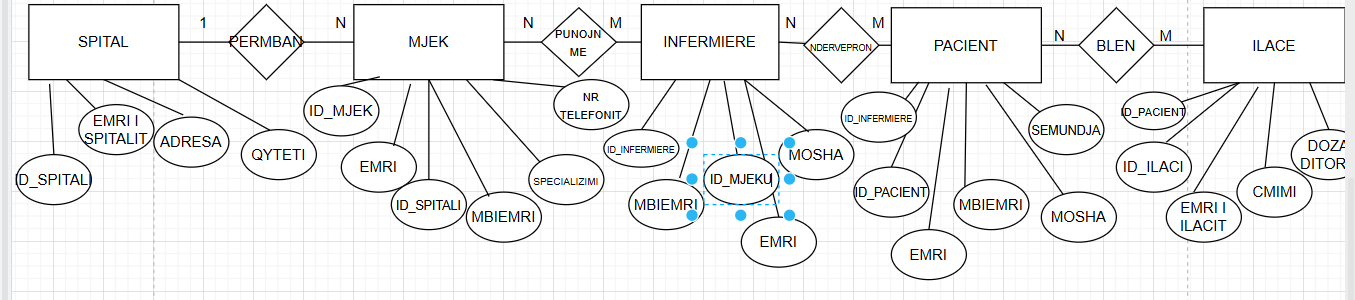 SPITAL
1
PERMBAN
N
MJEK
N
PUNOJN
ME
M
INFERMIERE
N
NDERVEPRON
M
PACIENT
N
BLEN
M
ILACE
ID_SPITALI
EMRI I
SPITALIT
ADRESA
QYTETI
ID_MJEK
EMRI
ID_SPITALI
MBIEMRI
SPECIALIZIMI
NR
TELEFONIT
ID_INFERMIERE
MBIEMRI
ID_MJEKU
EMRI
MOSHA
ID_INFERMIERE
ID_PACIENT
EMRI
MBIEMRI
MOSHA
SEMUNDJA
ID_PACIENT
ID_ILACI
EMRI I
ILACIT
CMIMI
DOZA
DITOR